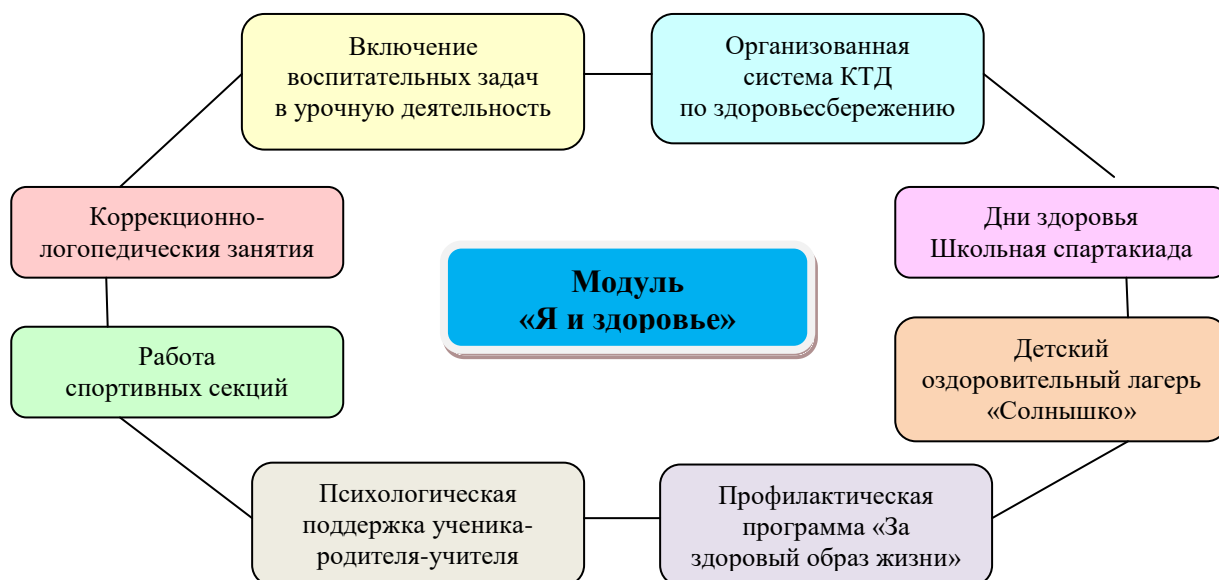 Включение
воспитательных задач
в урочную деятельность
Организованная
система КТД
по здоровьесбережению
Коррекционно-
логопедическия занятия
Дни здоровья
Школьная спартакиада
Модуль
«Я и здоровье»
Работа
спортивных секций
Детский
оздоровительный лагерь
«Солнышко»
Психологическая
поддержка ученика-
родителя-учителя
Профилактическая
программа «За
здоровый образ жизни»